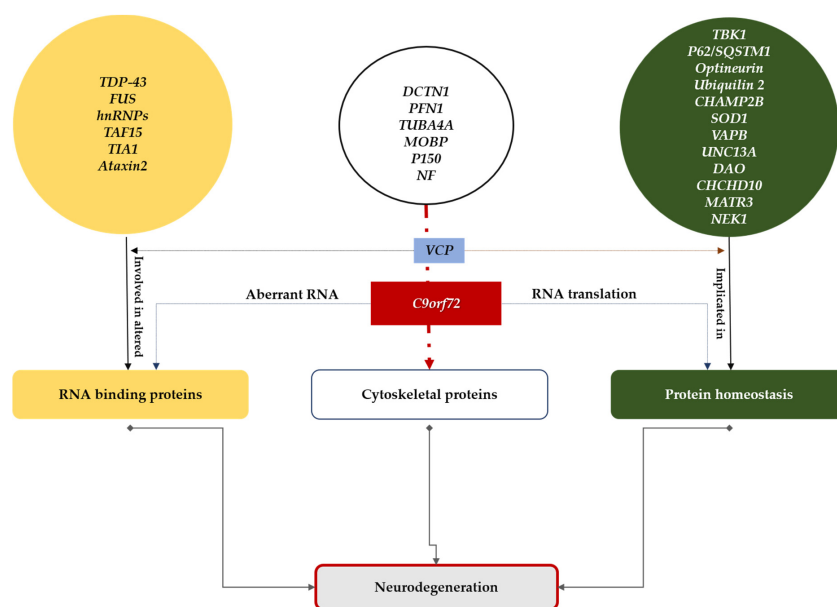 TDP-43
FUS
hnRNPs
TAF15
TIA1
Ataxin2
DCTN1
PFN1
TUBA4A
MOBP
P150
NF
TBK1
P62/SQSTM1
Optineurin
Ubiquilin 2
CHAMP2B
SOD1
VAPB
UNC13A
DAO
CHCHD10
MATR3
NEK1
VCP
Involved in altered
Implicated in
Aberrant RNA
C9orf72
RNA translation
RNA binding proteins
Cytoskeletal proteins
Protein homeostasis
Neurodegeneration